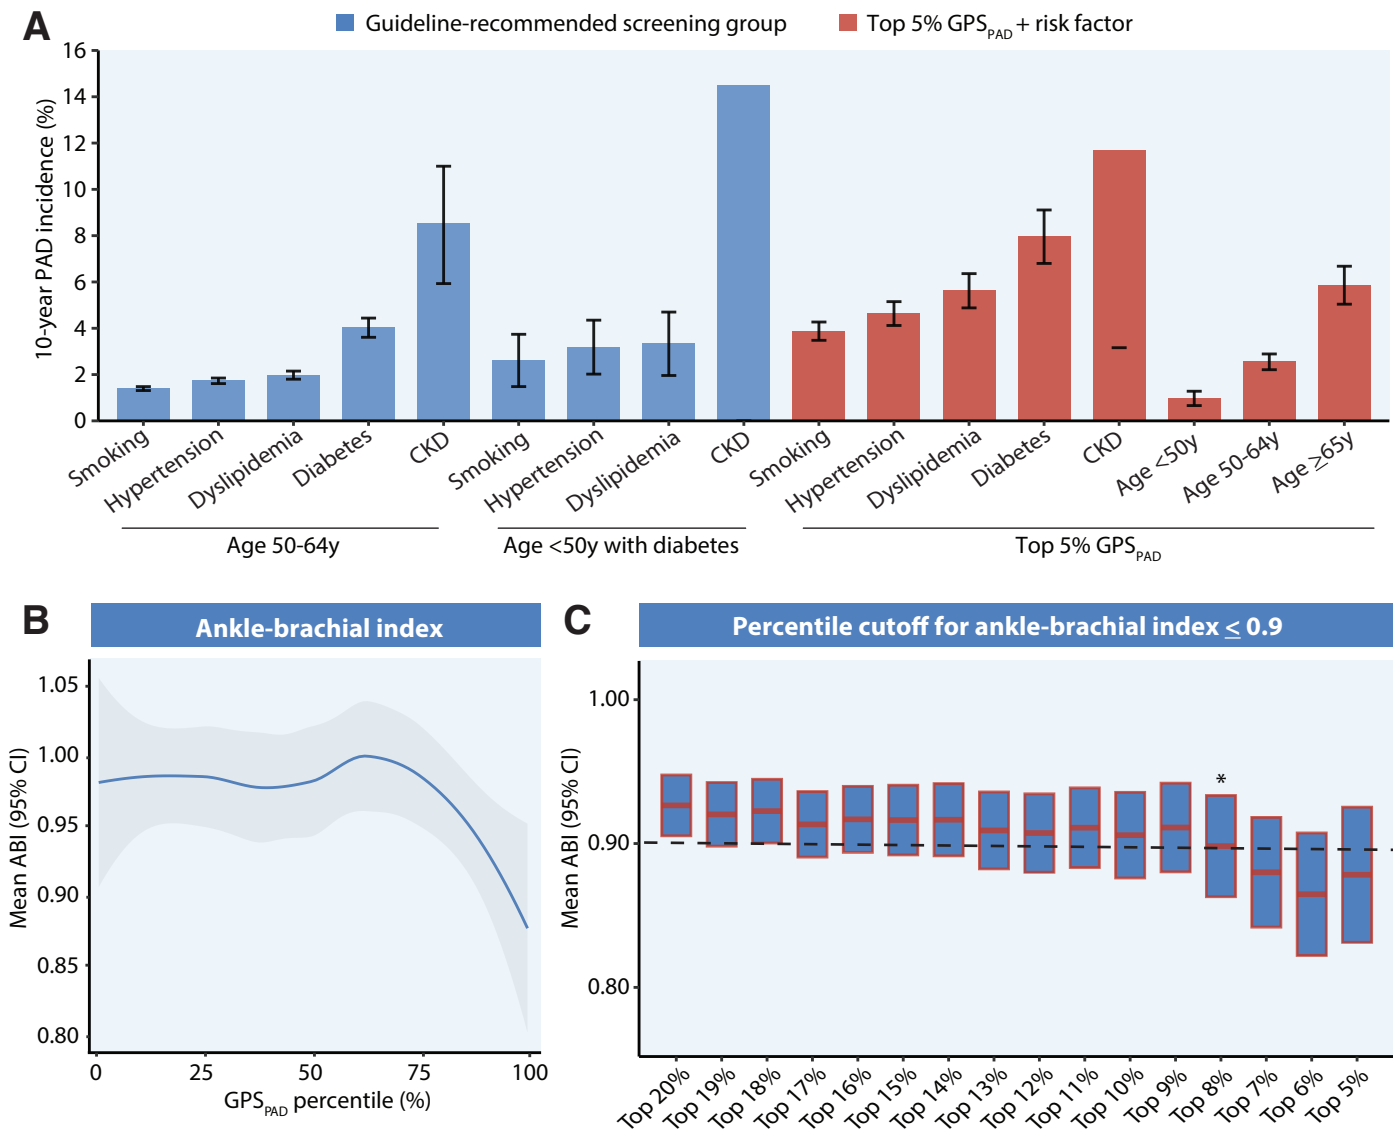 A
Guideline-recommended screening group
Top 5% GPS_PAD + risk factor
10-year PAD incidence (%)
16
14
12
10
8
6
4
2
0
Smoking
Hypertension
Dyslipidemia
Diabetes
CKD
Smoking
Hypertension
Dyslipidemia
CKD
Smoking
Hypertension
Dyslipidemia
Diabetes
CKD
Age <50y
Age 50-64y
Age ≥65y
Age 50-64y
Age <50y with diabetes
Top 5% GPS_PAD
B
Ankle-brachial index
Mean ABI (95% CI)
1.05
1.00
0.95
0.90
0.85
0.80
0
25
50
75
100
GPS_PAD percentile (%)
C
Percentile cutoff for ankle-brachial index ≤ 0.9
Mean ABI (95% CI)
1.00
0.90
0.80
*
Top 20%
Top 19%
Top 18%
Top 17%
Top 16%
Top 15%
Top 14%
Top 13%
Top 12%
Top 11%
Top 10%
Top 9%
Top 8%
Top 7%
Top 6%
Top 5%